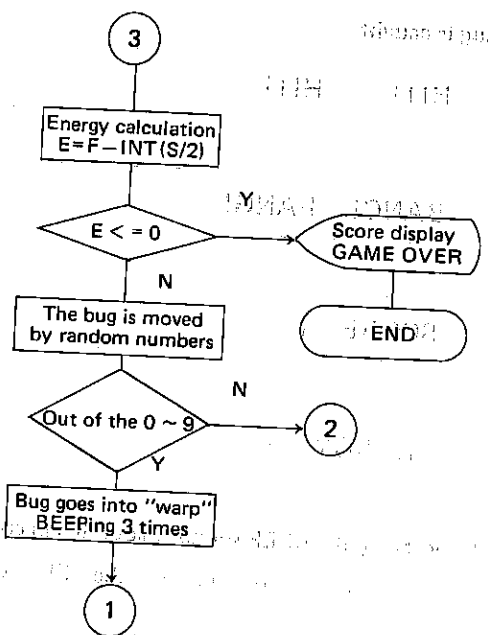 3
Energy calculation
E=F−INT(S/2)
E < = 0
Y
Score display
GAME OVER
END
N
The bug is moved
by random numbers
Out of the 0 ~ 9
N
2
Y
Bug goes into "warp"
BEEPing 3 times
1